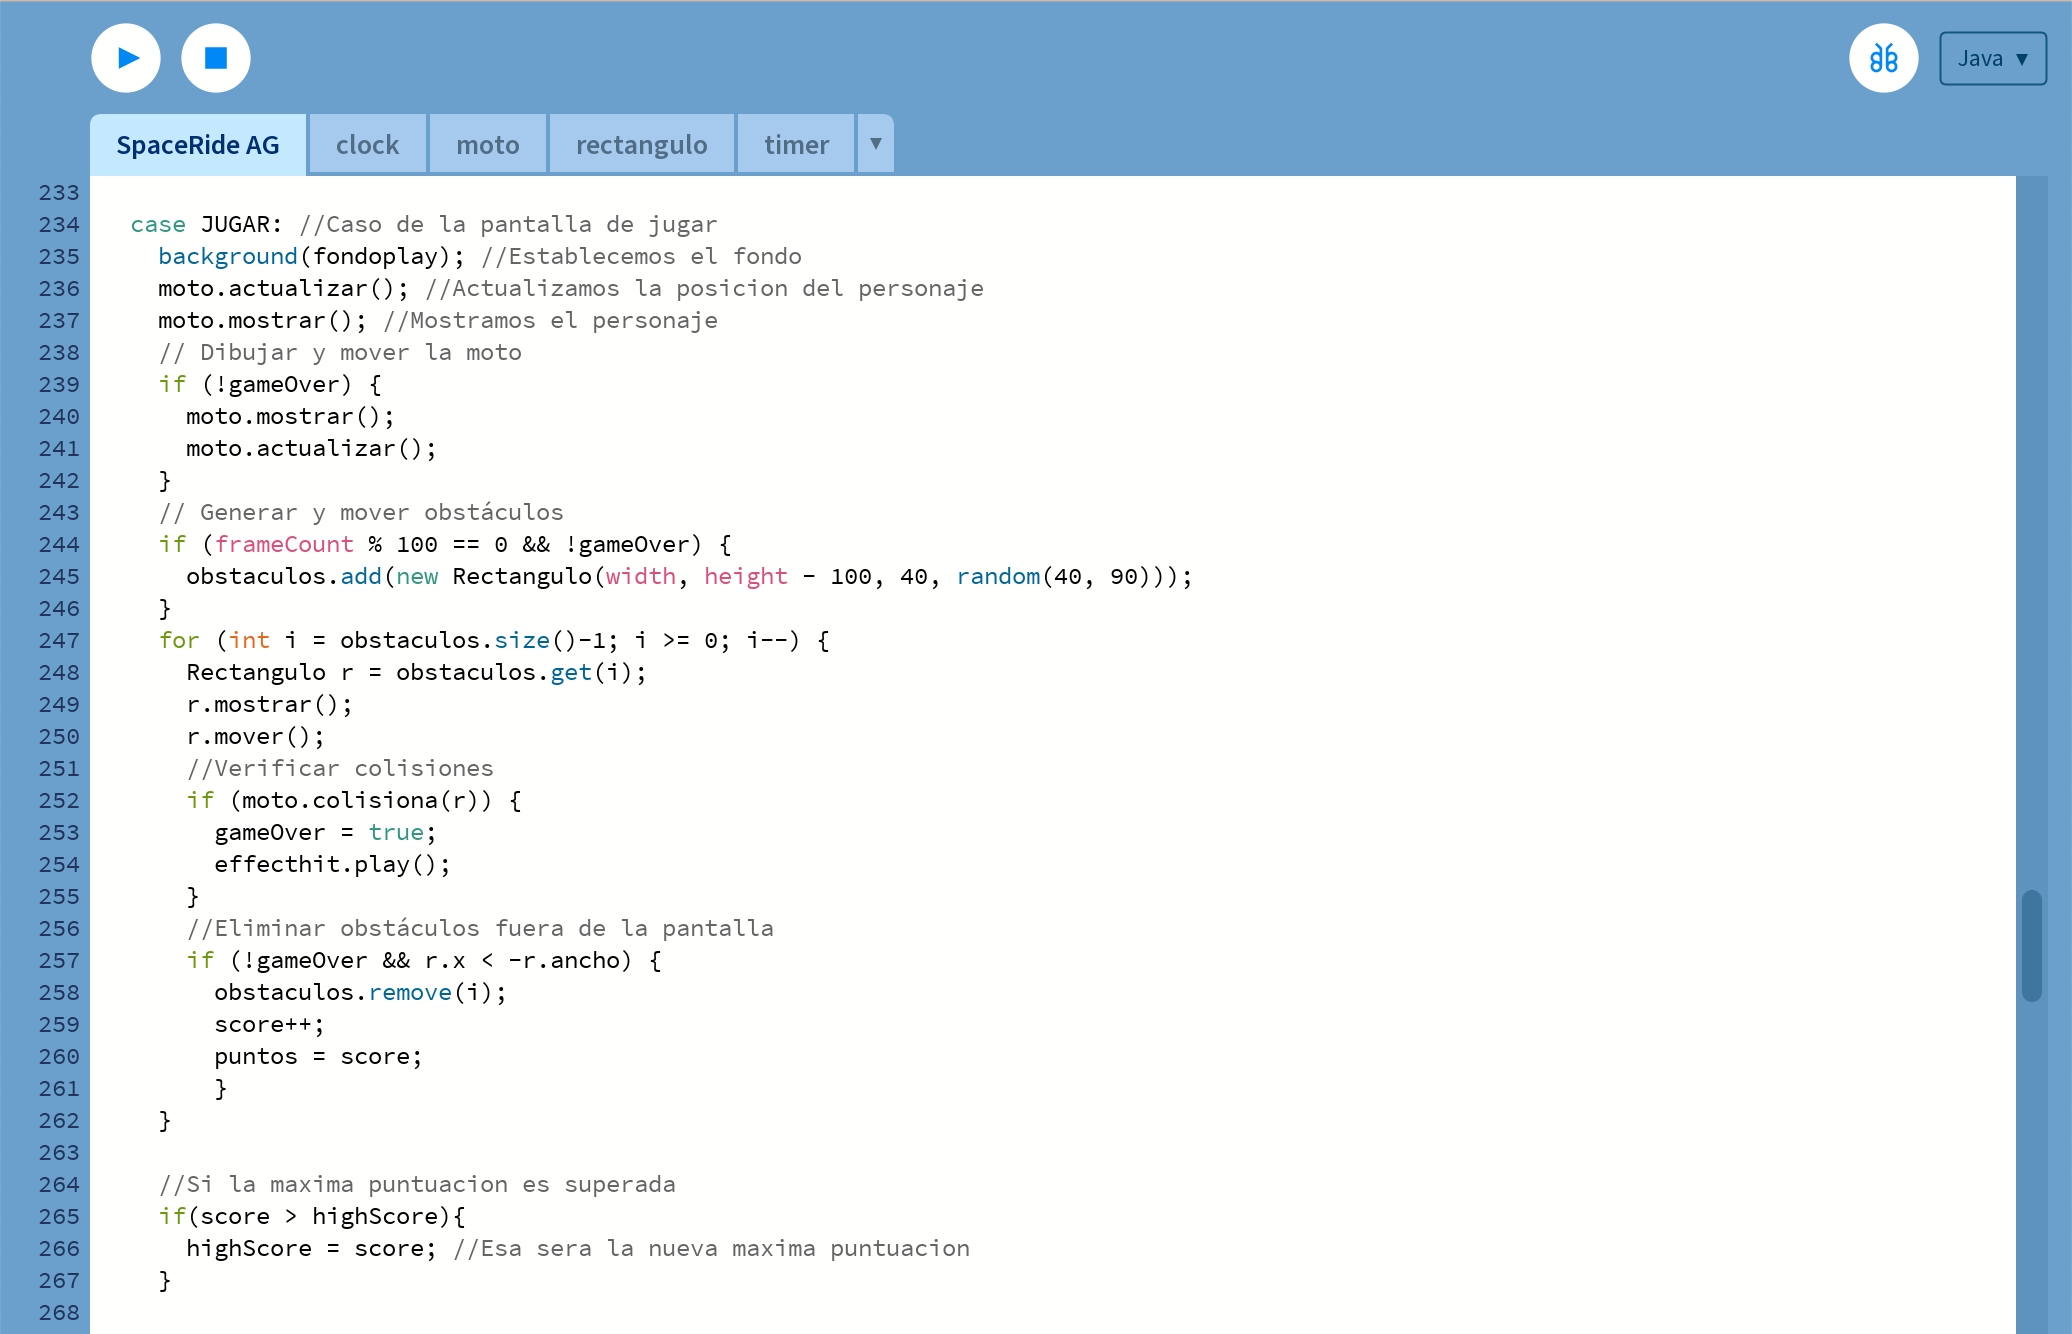 Java ▼
SpaceRide AG clock moto rectangulo timer ▼
233
234 case JUGAR: //Caso de la pantalla de jugar
235 background(fondoplay); //Establecemos el fondo
236 moto.actualizar(); //Actualizamos la posicion del personaje
237 moto.mostrar(); //Mostramos el personaje
238 // Dibujar y mover la moto
239 if (!gameOver) {
240 moto.mostrar();
241 moto.actualizar();
242 }
243 // Generar y mover obstáculos
244 if (frameCount % 100 == 0 && !gameOver) {
245 obstaculos.add(new Rectangulo(width, height - 100, 40, random(40, 90)));
246 }
247 for (int i = obstaculos.size()-1; i >= 0; i--) {
248 Rectangulo r = obstaculos.get(i);
249 r.mostrar();
250 r.mover();
251 //Verificar colisiones
252 if (moto.colisiona(r)) {
253 gameOver = true;
254 effecthit.play();
255 }
256 //Eliminar obstáculos fuera de la pantalla
257 if (!gameOver && r.x < -r.ancho) {
258 obstaculos.remove(i);
259 score++;
260 puntos = score;
261 }
262 }
263
264 //Si la maxima puntuacion es superada
265 if(score > highScore){
266 highScore = score; //Esa sera la nueva maxima puntuacion
267 }
268